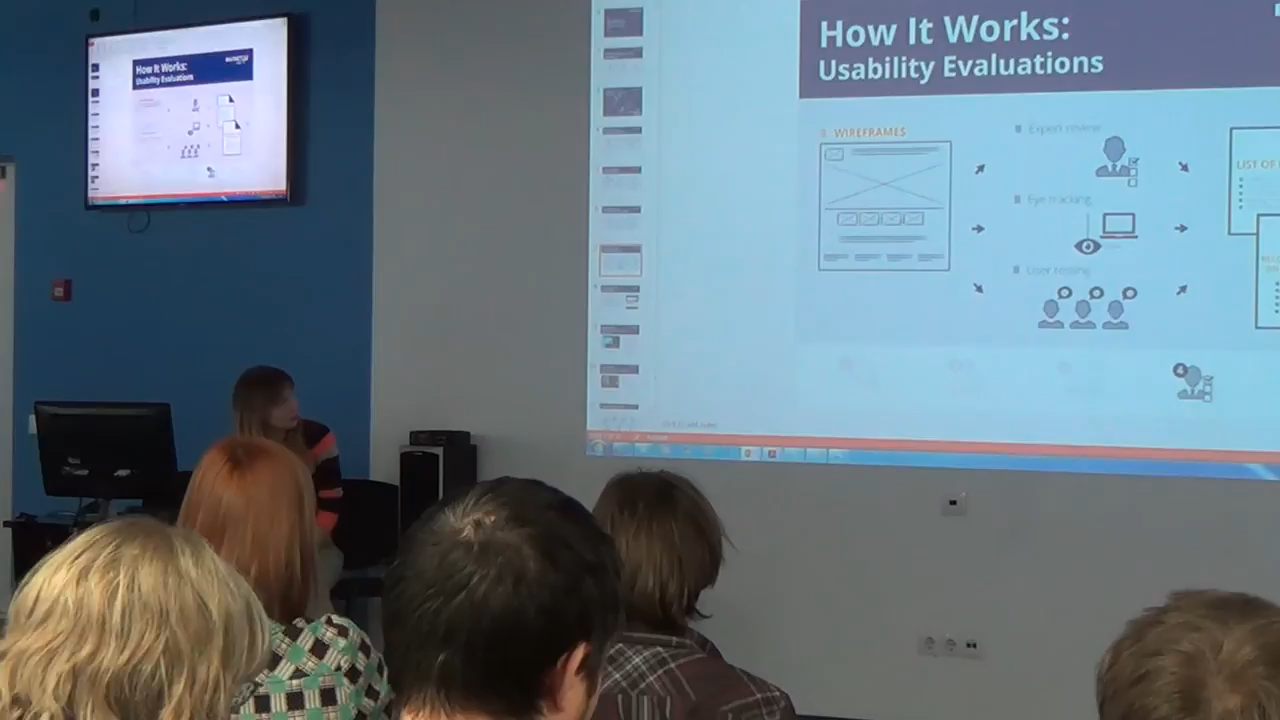 How It Works:
Usability Evaluations
How It Works:
Usability Evaluations
WIREFRAMES
Expert review
Eye tracking
User testing
LIST OF
4